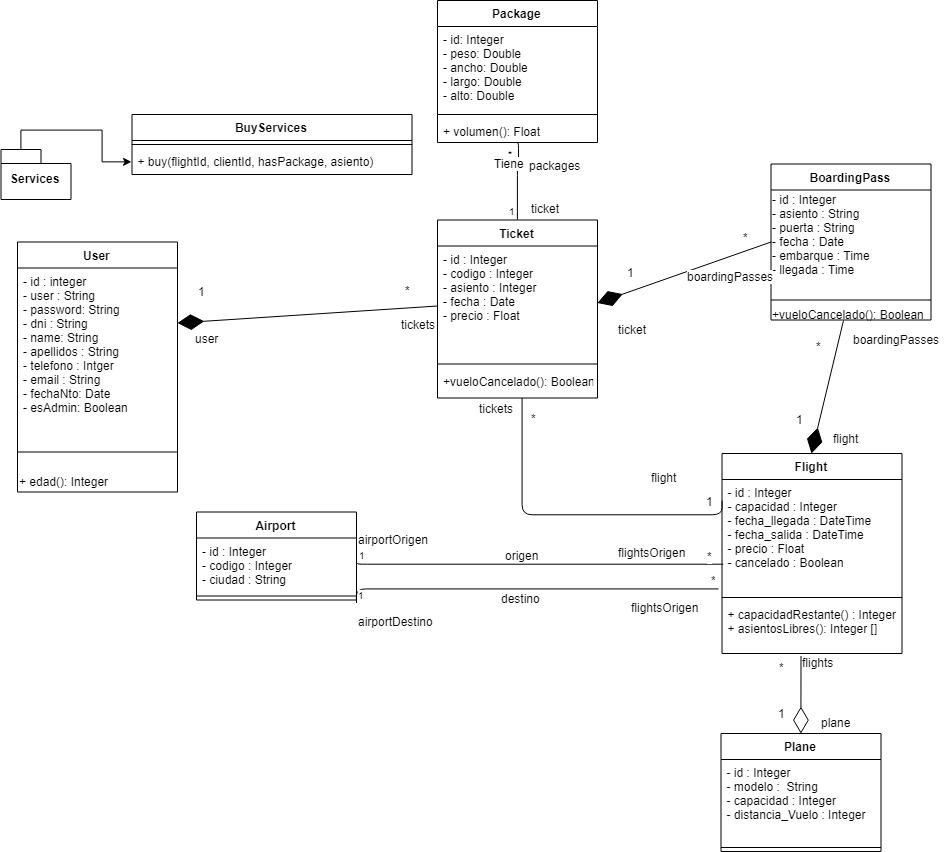 Package
- id: Integer
- peso: Double
- ancho: Double
- largo: Double
- alto: Double
+ volumen(): Float
BuyServices
+ buy(flightId, clientId, hasPackage, asiento)
Services
*
Tiene
packages
1
ticket
BoardingPass
- id : Integer
- asiento : String
- puerta : String
- fecha : Date
- embarque : Time
- llegada : Time
+vueloCancelado(): Boolean
Ticket
- id : Integer
- codigo : Integer
- asiento : Integer
- fecha : Date
- precio : Float
+vueloCancelado(): Boolean
User
- id : integer
- user : String
- password: String
- dni : String
- name: String
- apellidos : String
- telefono : Intger
- email : String
- fechaNto: Date
- esAdmin: Boolean
+ edad(): Integer
1
user
*
tickets
1
ticket
*
boardingPasses
boardingPasses
*
1
flight
tickets
*
flight
1
Flight
- id : Integer
- capacidad : Integer
- fecha_llegada : DateTime
- fecha_salida : DateTime
- precio : Float
- cancelado : Boolean
+ capacidadRestante() : Integer
+ asientosLibres(): Integer []
Airport
- id : Integer
- codigo : Integer
- ciudad : String
airportOrigen
1
origen
flightsOrigen
*
1
destino
*
flightsOrigen
airportDestino
*
flights
1
plane
Plane
- id : Integer
- modelo :  String
- capacidad : Integer
- distancia_Vuelo : Integer